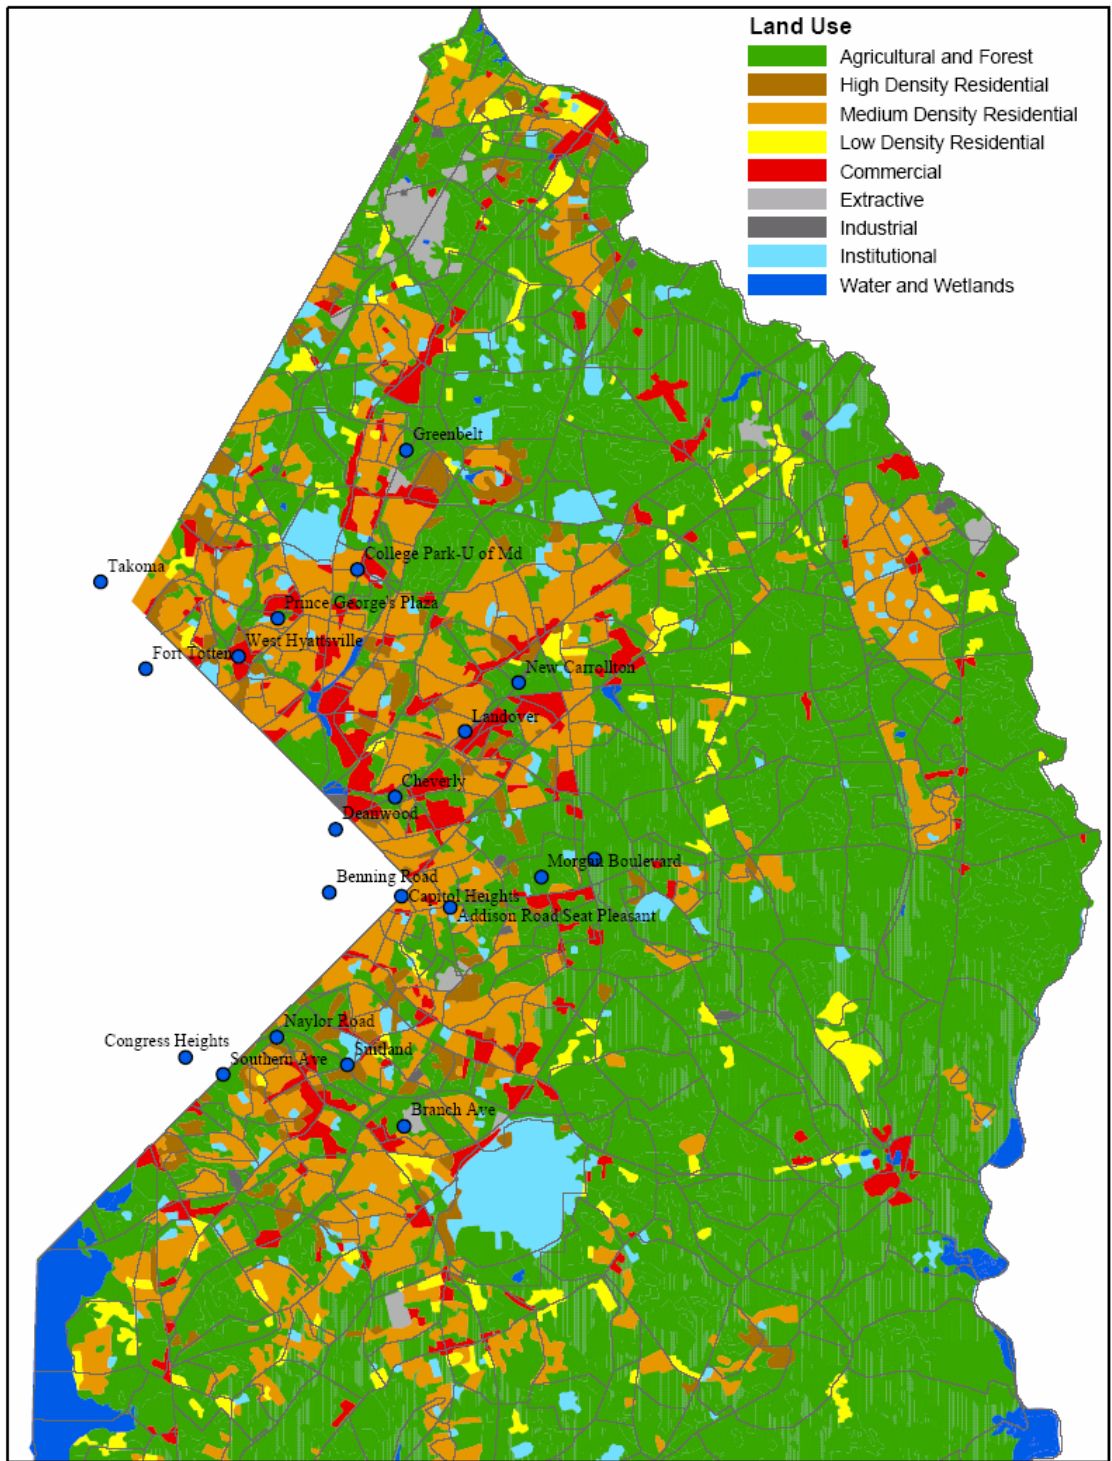 Land Use
Agricultural and Forest
High Density Residential
Medium Density Residential
Low Density Residential
Commercial
Extractive
Industrial
Institutional
Water and Wetlands
Greenbelt
College Park-U of Md
Takoma
Prince George's Plaza
West Hyattsville
Fort Totten
New Carrollton
Landover
Cheverly
Deanwood
Morgan Boulevard
Benning Road
Capitol Heights
Addison Road Seat Pleasant
Naylor Road
Congress Heights
Suitland
Southern Ave
Branch Ave